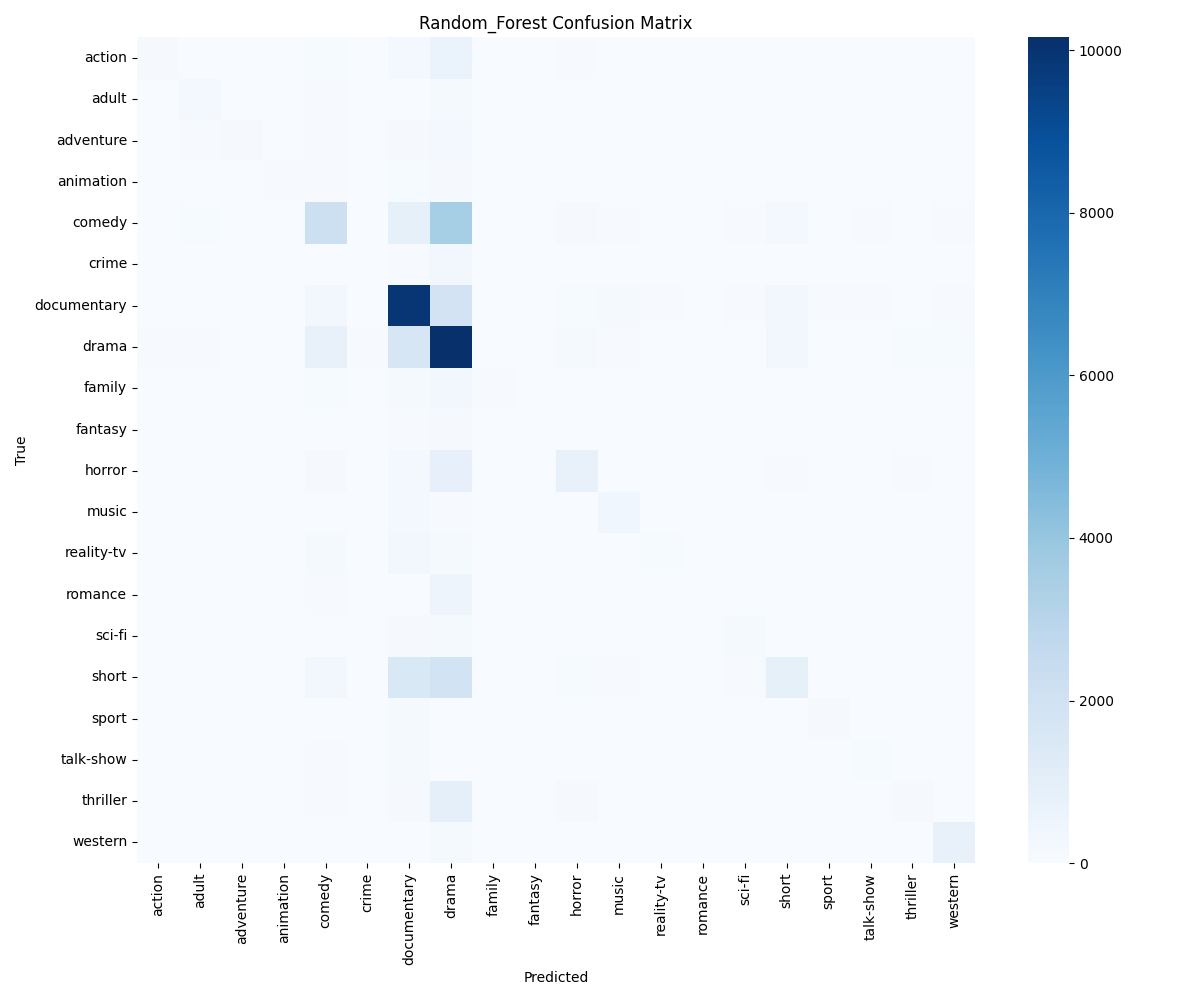 Random_Forest Confusion Matrix
True
action
adult
adventure
animation
comedy
crime
documentary
drama
family
fantasy
horror
music
reality-tv
romance
sci-fi
short
sport
talk-show
thriller
western
action
adult
adventure
animation
comedy
crime
documentary
drama
family
fantasy
horror
music
reality-tv
romance
sci-fi
short
sport
talk-show
thriller
western
Predicted
10000
8000
6000
4000
2000
0